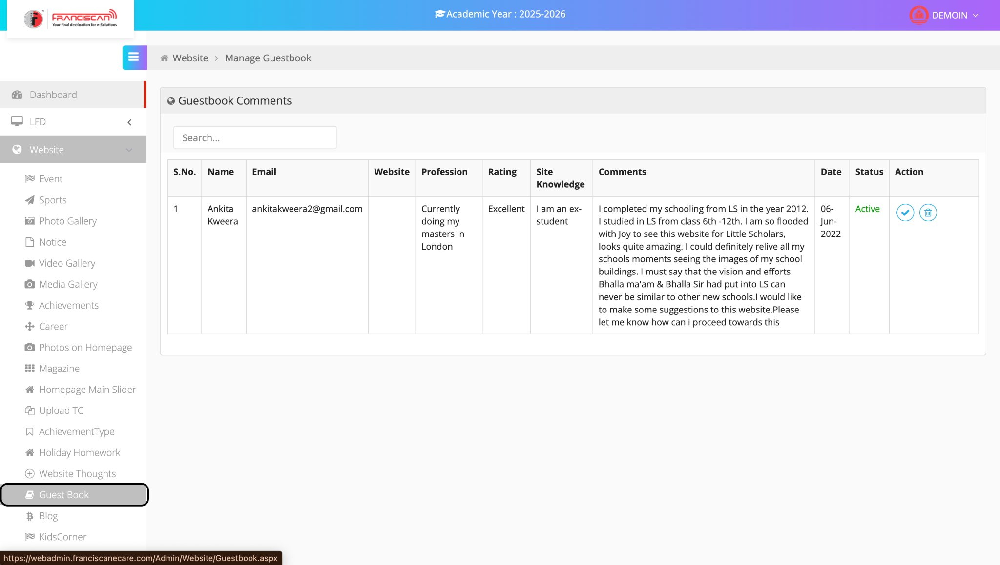 FRANCISCAN
Your final destination for e-Solutions
Academic Year : 2025-2026
DEMOIN
Website > Manage Guestbook
Dashboard
LFD
Website
Event
Sports
Photo Gallery
Notice
Video Gallery
Media Gallery
Achievements
Career
Photos on Homepage
Magazine
Homepage Main Slider
Upload TC
AchievementType
Holiday Homework
Website Thoughts
Guest Book
Blog
KidsCorner
Guestbook Comments
Search...
S.No. Name Email Website Profession Rating Site Knowledge Comments Date Status Action
1
Ankita
Kweera
ankitakweera2@gmail.com
Currently
doing my
masters in
London
Excellent
I am an ex-
student
I completed my schooling from LS in the year 2012.
I studied in LS from class 6th -12th. I am so flooded
with Joy to see this website for Little Scholars,
looks quite amazing. I could definitely relive all my
schools moments seeing the images of my school
buildings. I must say that the vision and efforts
Bhalla ma'am & Bhalla Sir had put into LS can
never be similar to other new schools.I would like
to make some suggestions to this website.Please
let me know how can i proceed towards this
06-
Jun-
2022
Active
https://webadmin.franciscanecare.com/Admin/Website/Guestbook.aspx